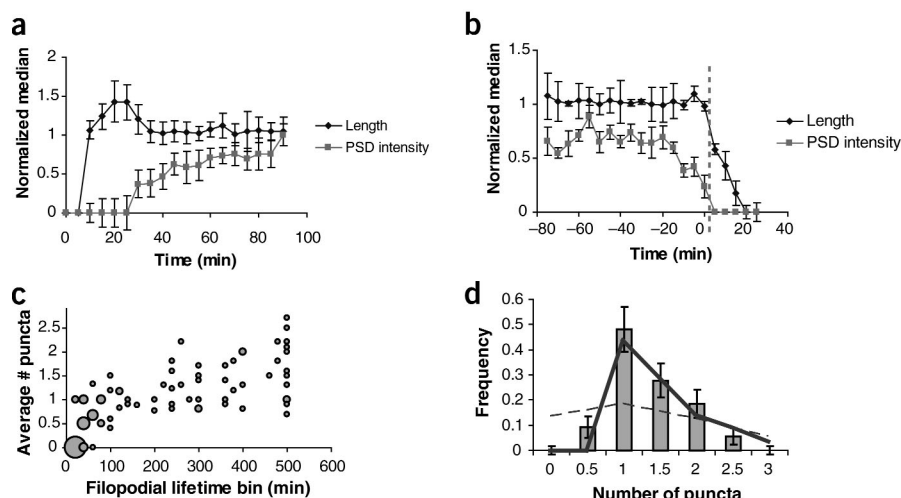 a
Normalized median
2
1.5
1
0.5
0
0 20 40 60 80 100
Time (min)
Length
PSD intensity
b
Normalized median
1.5
1
0.5
0
−80 −60 −40 −20 0 20 40
Time (min)
Length
PSD intensity
c
Average # puncta
2.5
2
1.5
1
0.5
0
0 100 200 300 400 500 600
Filopodial lifetime bin (min)
d
Frequency
0.6
0.5
0.4
0.3
0.2
0.1
0
0 0.5 1 1.5 2 2.5 3
Number of puncta